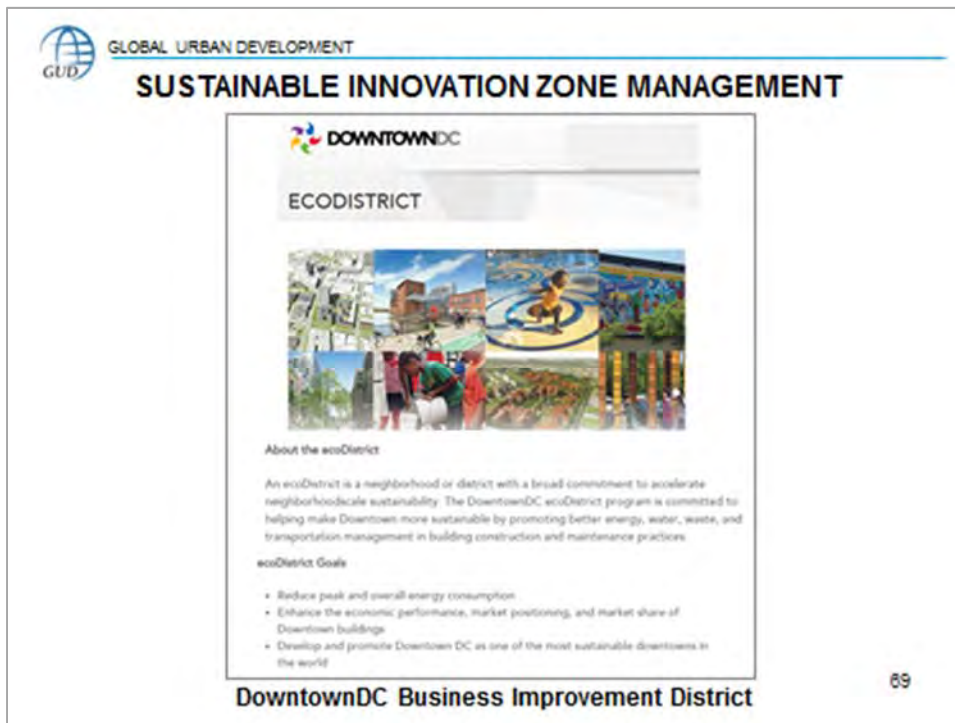 GLOBAL URBAN DEVELOPMENT
GUD
SUSTAINABLE INNOVATION ZONE MANAGEMENT
DOWNTOWNDC
ECODISTRICT
About the ecoDistrict
An ecoDistrict is a neighborhood or district with a broad commitment to accelerate
neighborhoodscale sustainability. The DowntownDC ecoDistrict program is committed to
helping make Downtown more sustainable by promoting better energy, water, waste, and
transportation management in building construction and maintenance practices.
ecoDistrict Goals
• Reduce peak and overall energy consumption
• Enhance the economic performance, market positioning, and market share of
Downtown buildings
• Develop and promote Downtown DC as one of the most sustainable downtowns in
the world
DowntownDC Business Improvement District
69